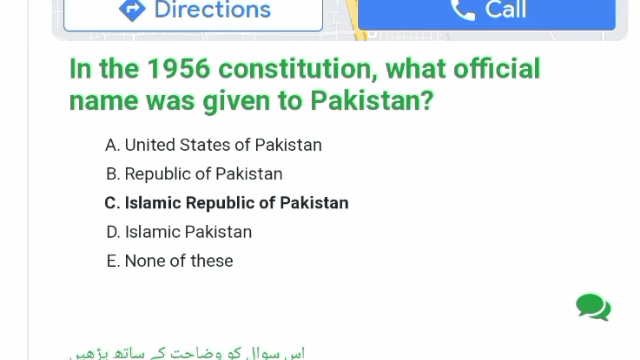 Directions
Call
In the 1956 constitution, what official
name was given to Pakistan?
A. United States of Pakistan
B. Republic of Pakistan
C. Islamic Republic of Pakistan
D. Islamic Pakistan
E. None of these
اس سوال کو وضاحت کے ساتھ پڑھیں